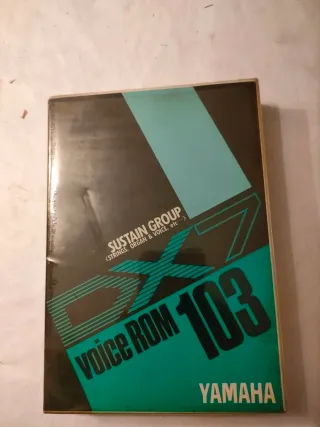 SUSTAIN GROUP
(STRINGS, ORGAN & VOICE, etc...)
DX7
voice ROM 103
YAMAHA